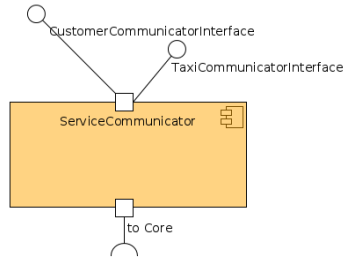 CustomerCommunicatorInterface
TaxiCommunicatorInterface
ServiceCommunicator
to Core